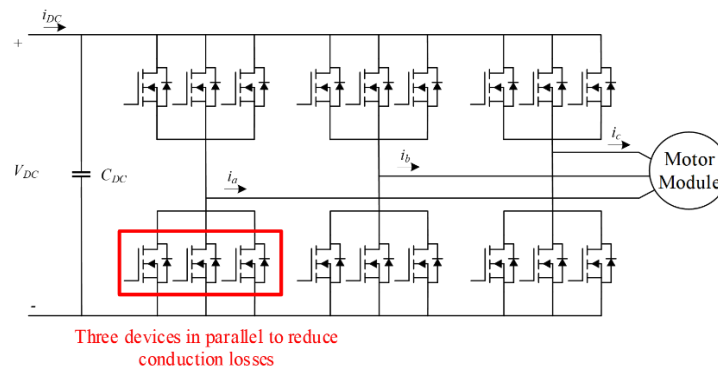 i_DC
+
i_c
Motor
Module
i_b
V_DC
C_DC
i_a
-
Three devices in parallel to reduce
conduction losses